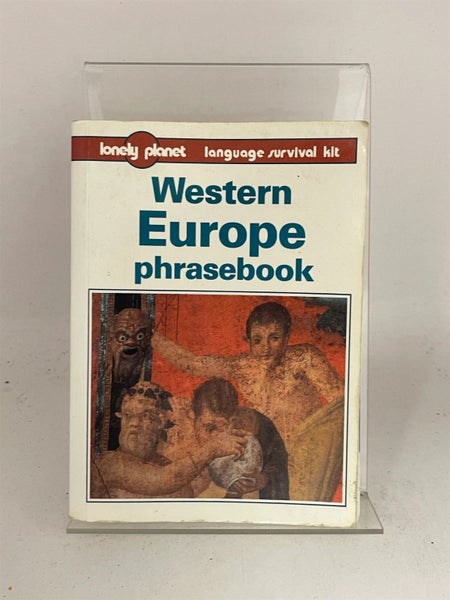 lonely planet language survival kit
Western
Europe
phrasebook